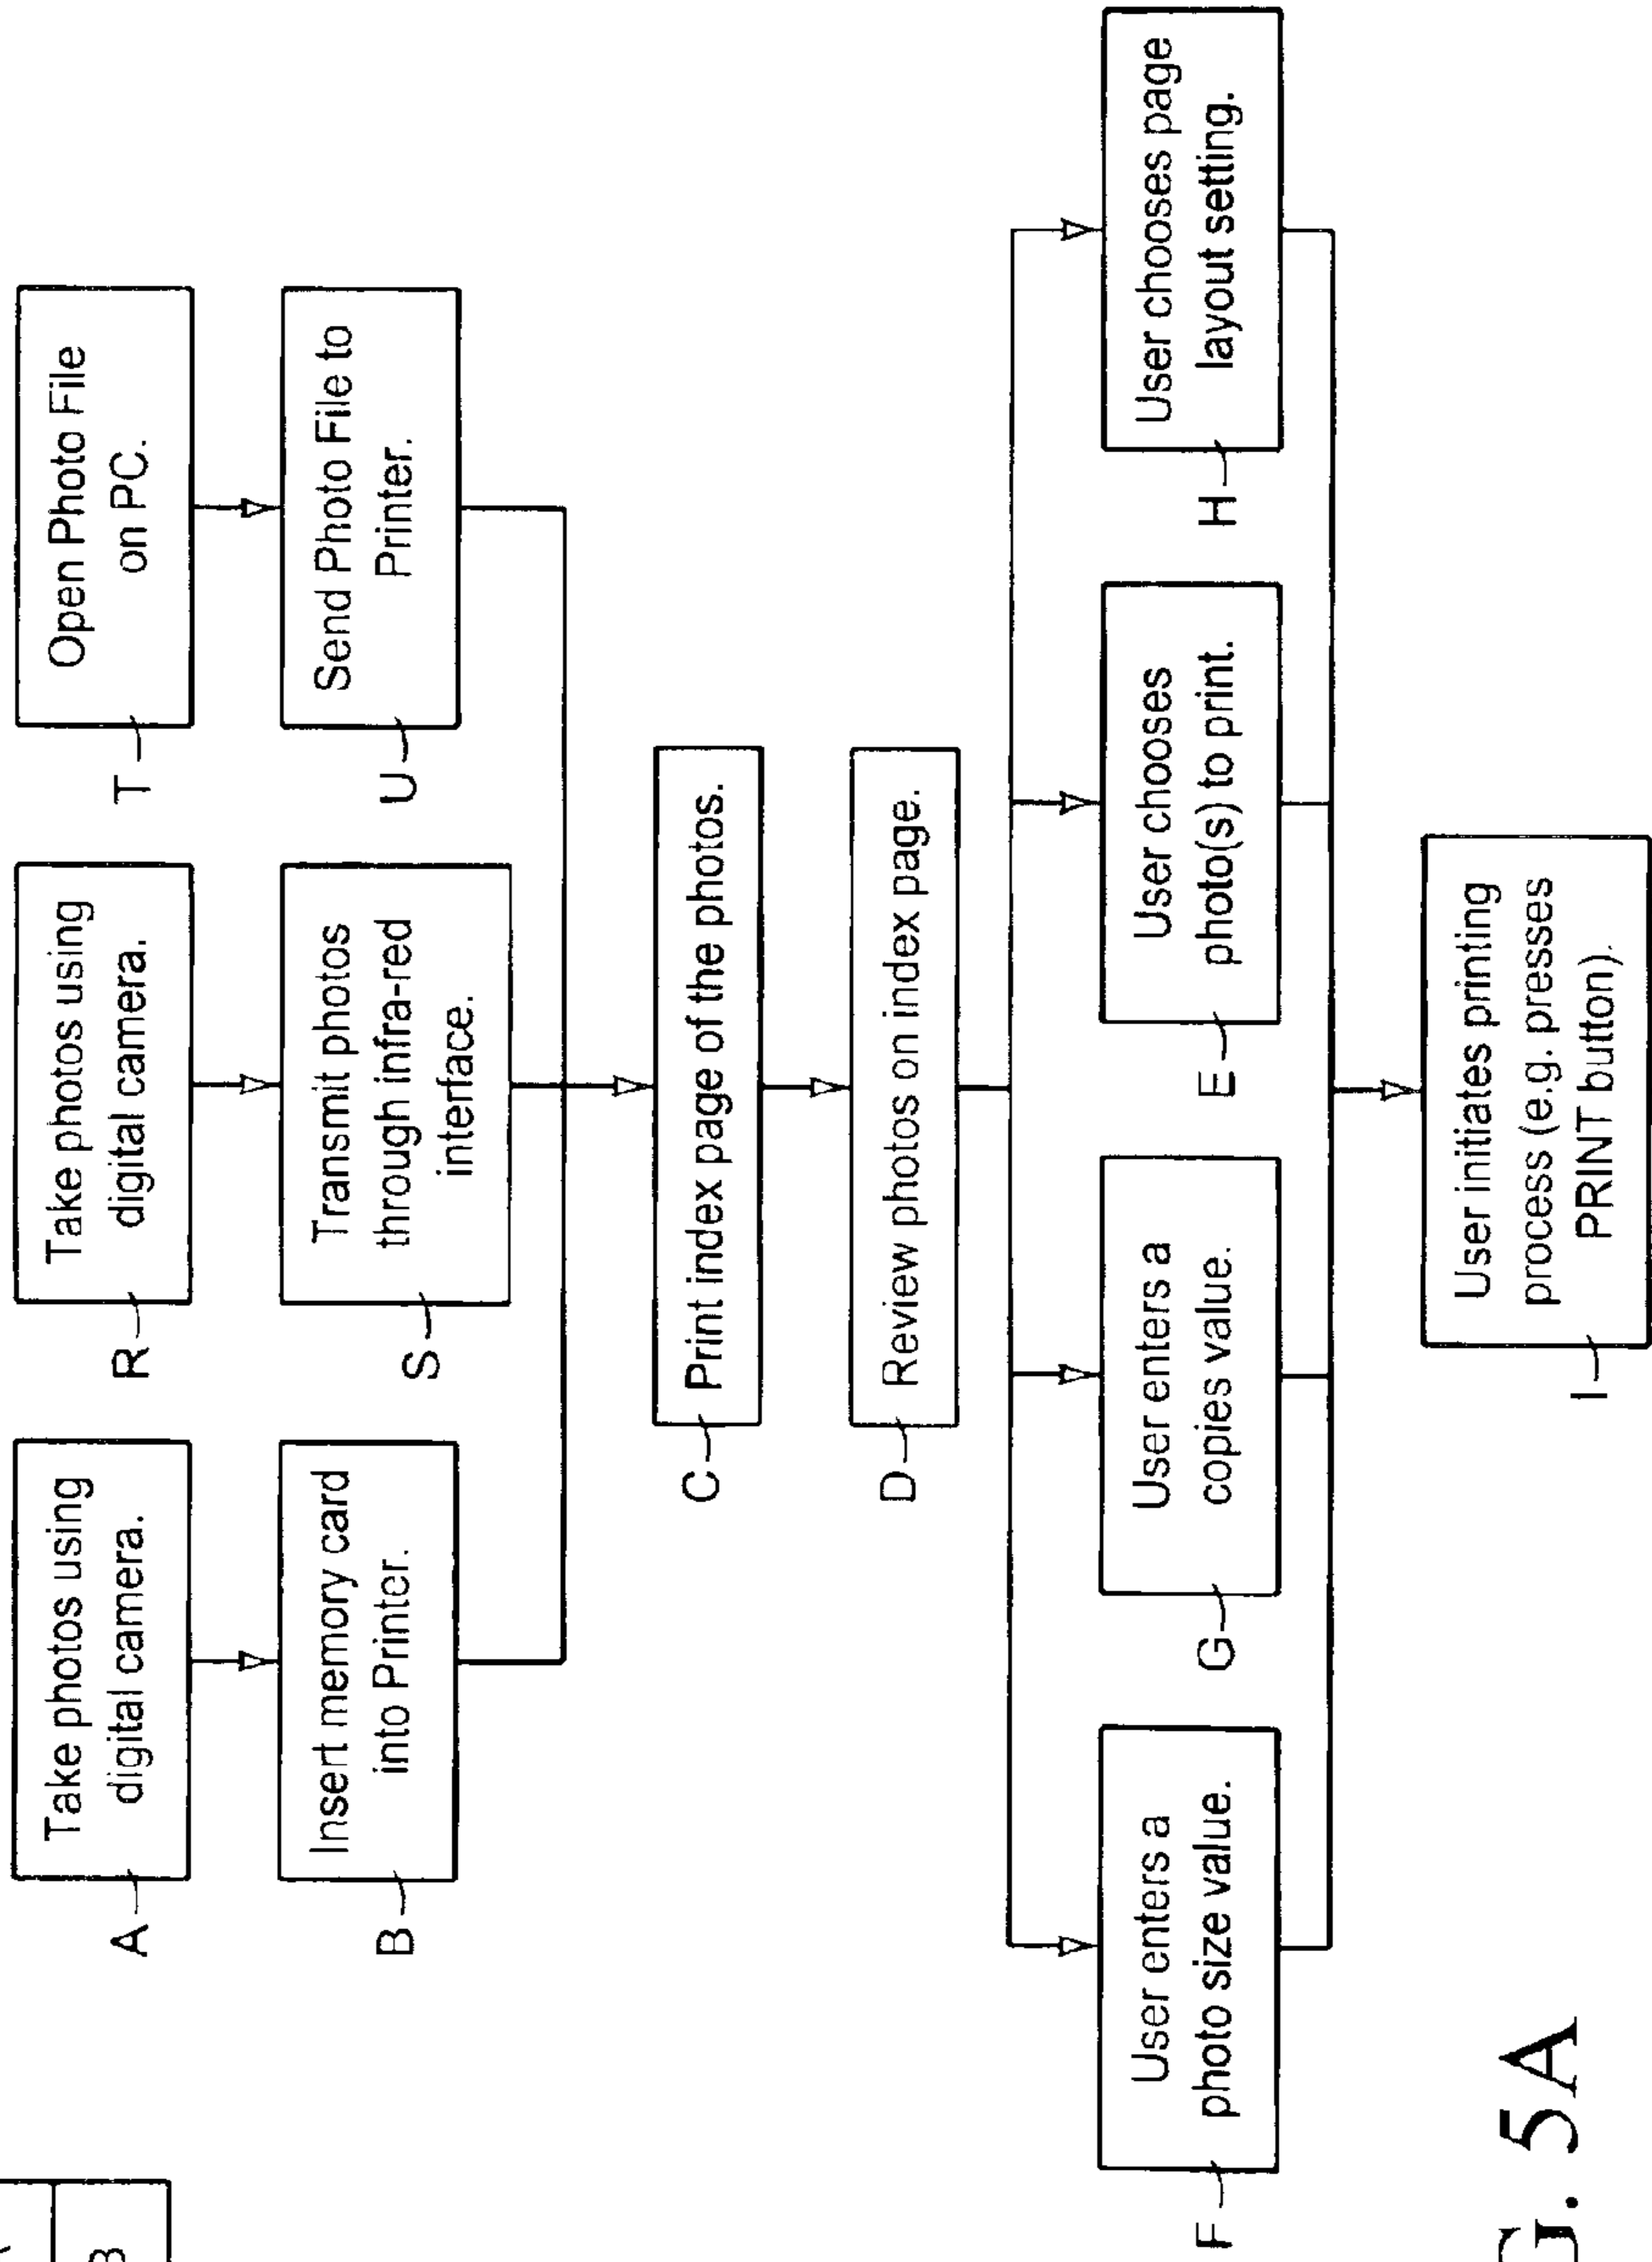 A
Take photos using
digital camera.
R
Take photos using
digital camera.
T
Open Photo File
on PC.
B
Insert memory card
into Printer.
S
Transmit photos
through infra-red
interface.
U
Send Photo File to
Printer.
C
Print index page of the photos.
D
Review photos on index page.
F
User enters a
photo size value.
G
User enters a
copies value.
E
User chooses
photo(s) to print.
H
User chooses page
layout setting.
I
User initiates printing
process (e.g. presses
PRINT button).
G. 5A
B